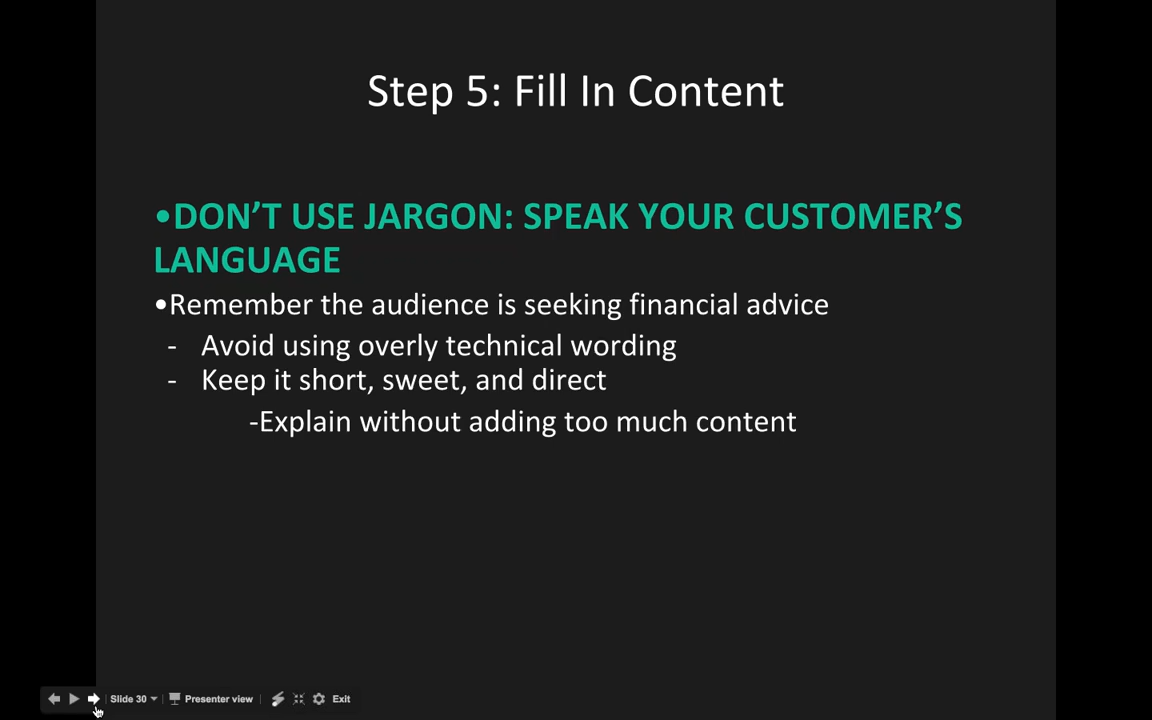 Step 5: Fill In Content
•DON’T USE JARGON: SPEAK YOUR CUSTOMER’S
LANGUAGE
•Remember the audience is seeking financial advice
- Avoid using overly technical wording
- Keep it short, sweet, and direct
-Explain without adding too much content
Slide 30 Presenter view Exit